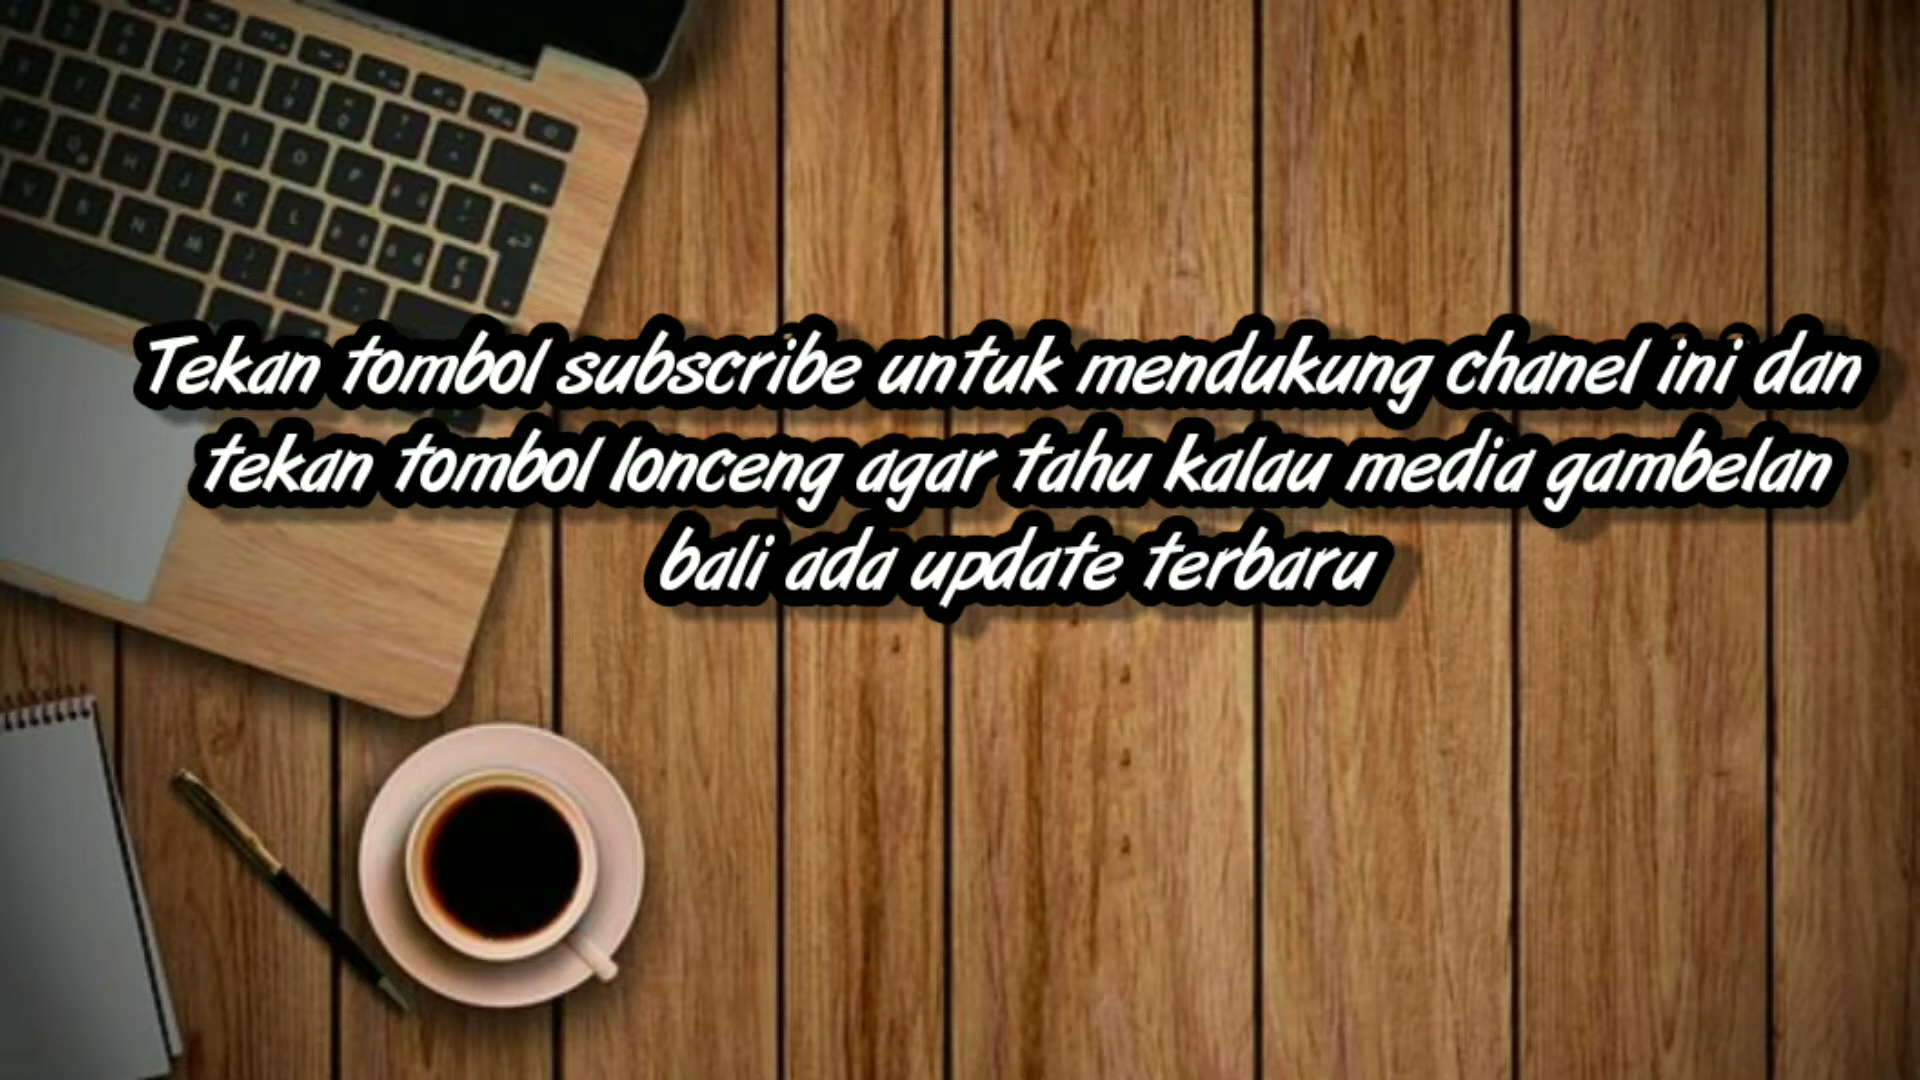 Tekan tombol subscribe untuk mendukung chanel ini dan
tekan tombol lonceng agar tahu kalau media gambelan
bali ada update terbaru